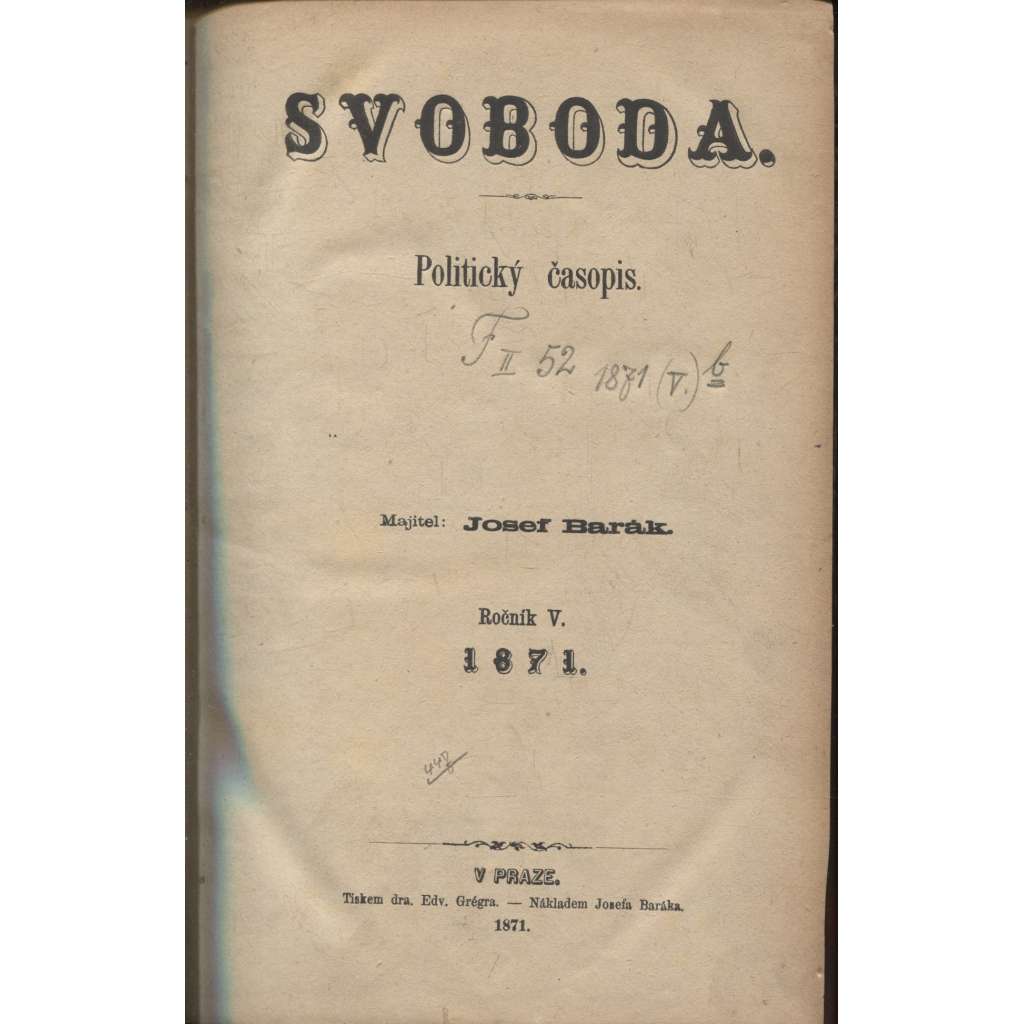 SVOBODA.
Politický časopis.
F II 52 1871 (V.) b
Majitel: Josef Barák.
Ročník V.
1871.
V PRAZE.
Tiskem dra. Edv. Grégra. — Nákladem Josefa Baráka.
1871.